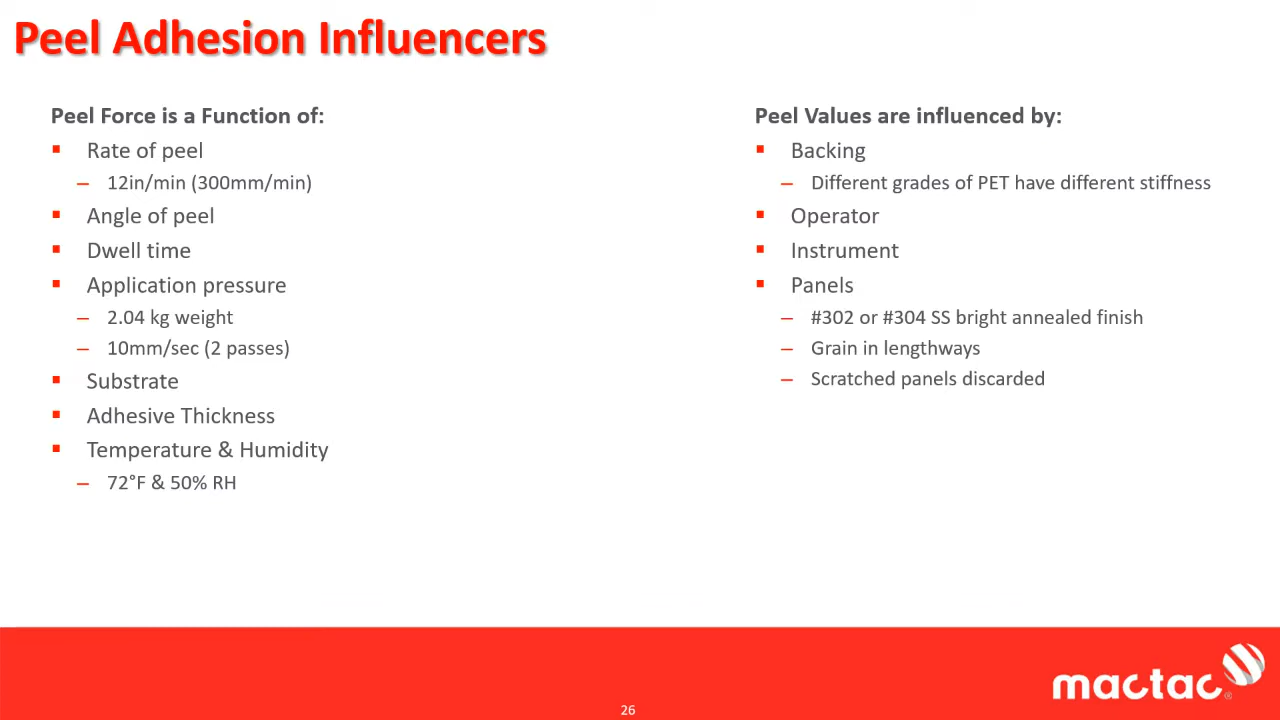 Peel Adhesion Influencers
Peel Force is a Function of:
▪ Rate of peel
– 12in/min (300mm/min)
▪ Angle of peel
▪ Dwell time
▪ Application pressure
– 2.04 kg weight
– 10mm/sec (2 passes)
▪ Substrate
▪ Adhesive Thickness
▪ Temperature & Humidity
– 72°F & 50% RH
Peel Values are influenced by:
▪ Backing
– Different grades of PET have different stiffness
▪ Operator
▪ Instrument
▪ Panels
– #302 or #304 SS bright annealed finish
– Grain in lengthways
– Scratched panels discarded
26
mactac®